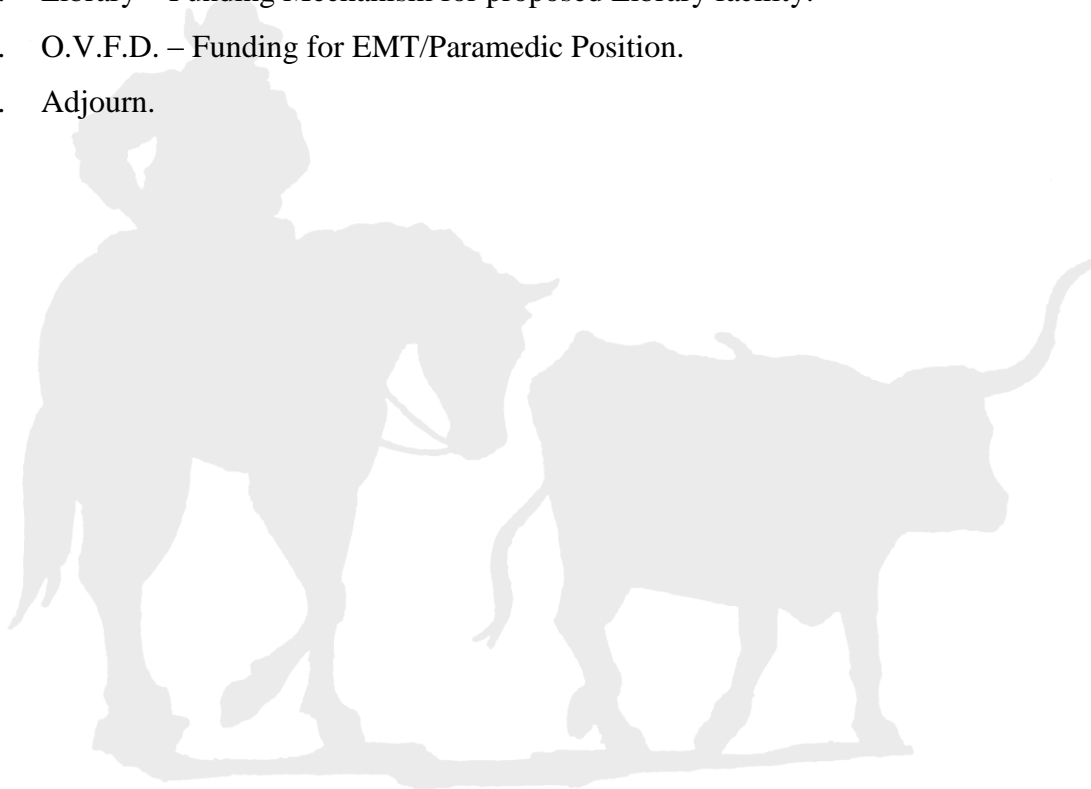 . Library – Funding Mechanism for proposed Library facility.
. O.V.F.D. – Funding for EMT/Paramedic Position.
. Adjourn.